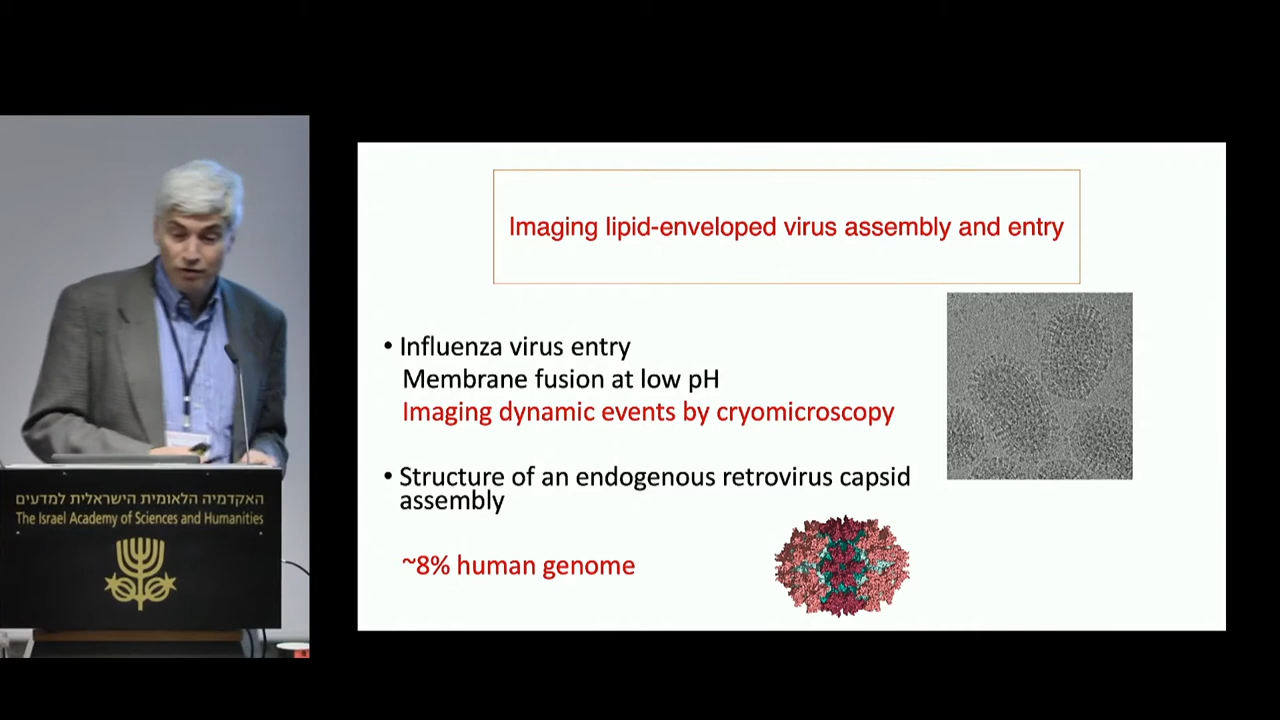 האקדמיה הלאומית הישראלית למדעים
The Israel Academy of Sciences and Humanities
Imaging lipid-enveloped virus assembly and entry
• Influenza virus entry
Membrane fusion at low pH
Imaging dynamic events by cryomicroscopy
• Structure of an endogenous retrovirus capsid
assembly
~8% human genome